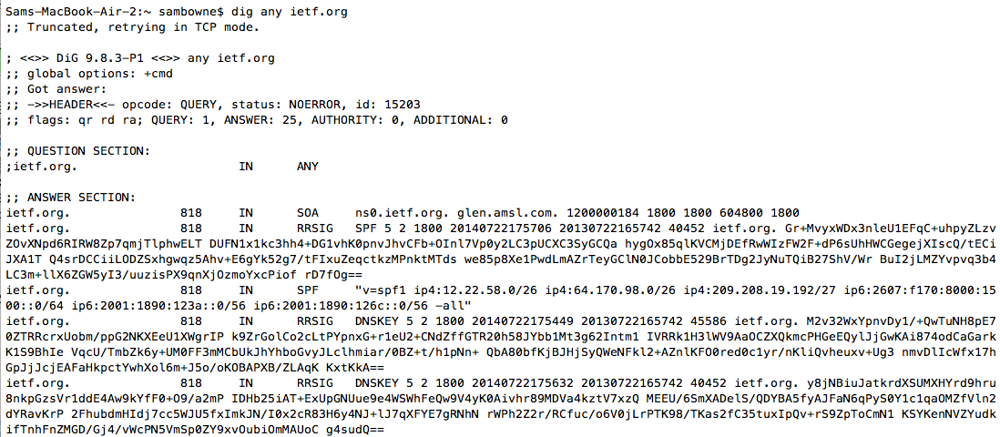 Sams-MacBook-Air-2:~ sambowne$ dig any ietf.org
;; Truncated, retrying in TCP mode.
; <<>> DiG 9.8.3-P1 <<>> any ietf.org
;; global options: +cmd
;; Got answer:
;; ->>HEADER<<- opcode: QUERY, status: NOERROR, id: 15203
;; flags: qr rd ra; QUERY: 1, ANSWER: 25, AUTHORITY: 0, ADDITIONAL: 0
;; QUESTION SECTION:
;ietf.org. IN ANY
;; ANSWER SECTION:
ietf.org. 818 IN SOA ns0.ietf.org. glen.amsl.com. 1200000184 1800 1800 604800 1800
ietf.org. 818 IN RRSIG SPF 5 2 1800 20140722175706 20130722165742 40452 ietf.org. Gr+MvyxWDx3nleU1EFqC+uhpyZLzv
ZOvXNpd6RIRW8Zp7qmjTlphwELT DUFN1x1kc3hh4+DG1vhK0pnvJhvCFb+OInl7Vp0y2LC3pUCXC3SyGCQa hygOx85qlKVCMjDEfRwWIzFW2F+dP6sUhHWCGegejXIscQ/tECi
JXA1T Q4srDCCiiLODZSxhgwqz5Ahv+E6gYk52g7/tFIxuZeqctkzMPnktMTds we85p8Xe1PwdLmAZrTeyGClN0JCobbE529BrTDg2JyNuTQiB27ShV/Wr BuI2jLMZYvpvq3b4
LC3m+llX6ZGW5yI3/uuzisPX9qnXjOzmoYxcPiof rD7fOg==
ietf.org. 818 IN SPF "v=spf1 ip4:12.22.58.0/26 ip4:64.170.98.0/26 ip4:209.208.19.192/27 ip6:2607:f170:8000:15
00::0/64 ip6:2001:1890:123a::0/56 ip6:2001:1890:126c::0/56 -all"
ietf.org. 818 IN RRSIG DNSKEY 5 2 1800 20140722175449 20130722165742 45586 ietf.org. M2v32WxYpnvDy1/+QwTuNH8pE7
0ZTRRcrxUobm/ppG2NKXEeU1XWgrIP k9ZrGolCo2cLtPYpnxG+r1eU2+CNdZffGTR20h58JYbb1Mt3g62Intm1 IVRRk1H3lWV9AaOCZXQkmcPHGeEQylJjGwKAi874odCaGark
K1S9BhIe VqcU/TmbZk6y+UM0FF3mMCbUkJhYhboGvyJLclhmiar/0BZ+t/h1pNn+ QbA80bfKjBJHjSyQWeNFkl2+AZnlKFO0red0c1yr/nKliQvheuxv+Ug3 nmvDlIcWfx17h
GpJjJcjEAFaHkpctYwhXol6m+J5o/oKOBAPXB/ZLAqK KxtKkA==
ietf.org. 818 IN RRSIG DNSKEY 5 2 1800 20140722175632 20130722165742 40452 ietf.org. y8jNBiuJatkrdXSUMXHYrd9hru
8nkpGzsVr1ddE4Aw9kYfF0+O9/a2mP IDHb25iAT+ExUpGNUue9e4WSWhFeQw9V4yK0Aivhr89MDVa4kztV7xzQ MEEU/6SmXADelS/QDYBA5fyAJFaN6qPyS0Y1c1qaOMZfVln2
dYRavKrP 2FhubdmHIdj7cc5WJU5fxImkJN/I0x2cR83H6y4NJ+lJ7qXFYE7gRNhN rWPh2Z2r/RCfuc/o6V0jLrPTK98/TKas2fC35tuxIpQv+rS9ZpToCmN1 KSYKenNVZYudk
ifTnhFnZMGD/Gj4/vWcPN5VmSp0ZY9xvOubiOmMAUoC g4sudQ==